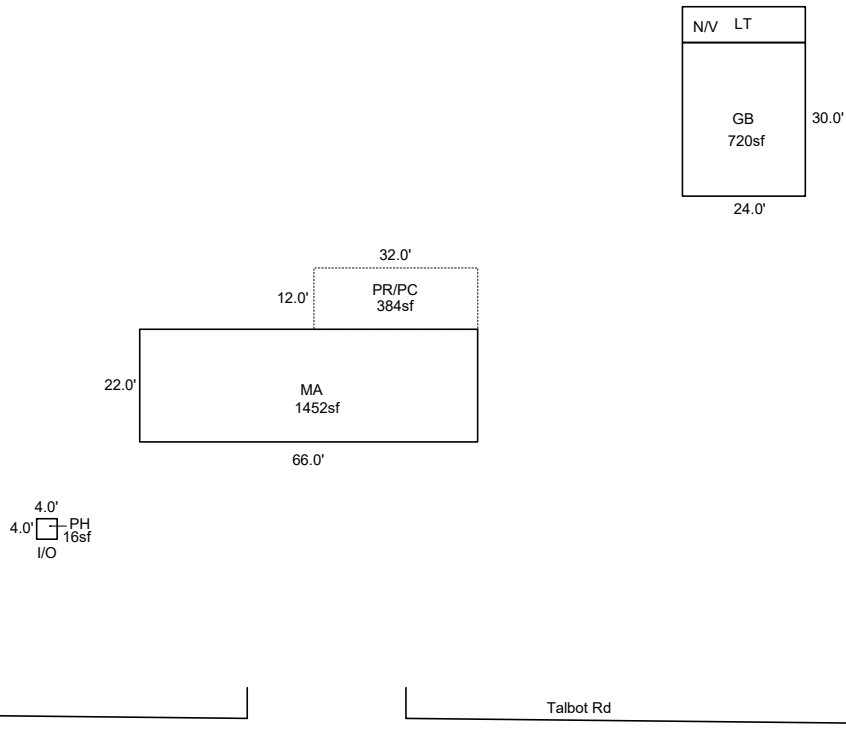 N/V LT
GB
720sf
30.0'
24.0'
32.0'
12.0'
PR/PC
384sf
22.0'
MA
1452sf
66.0'
4.0'
4.0'
PH
16sf
I/O
Talbot Rd